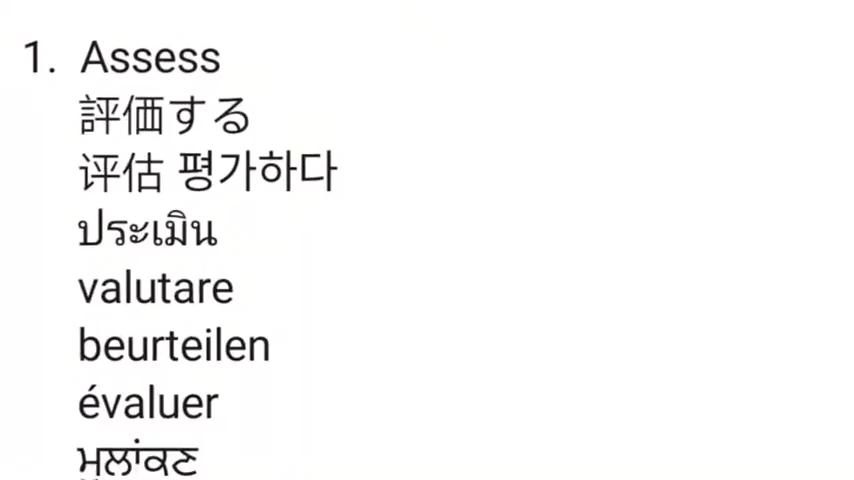 1. Assess
評価する
评估 평가하다
ประเมิน
valutare
beurteilen
évaluer
ਮੁਲਾਂਕਣ